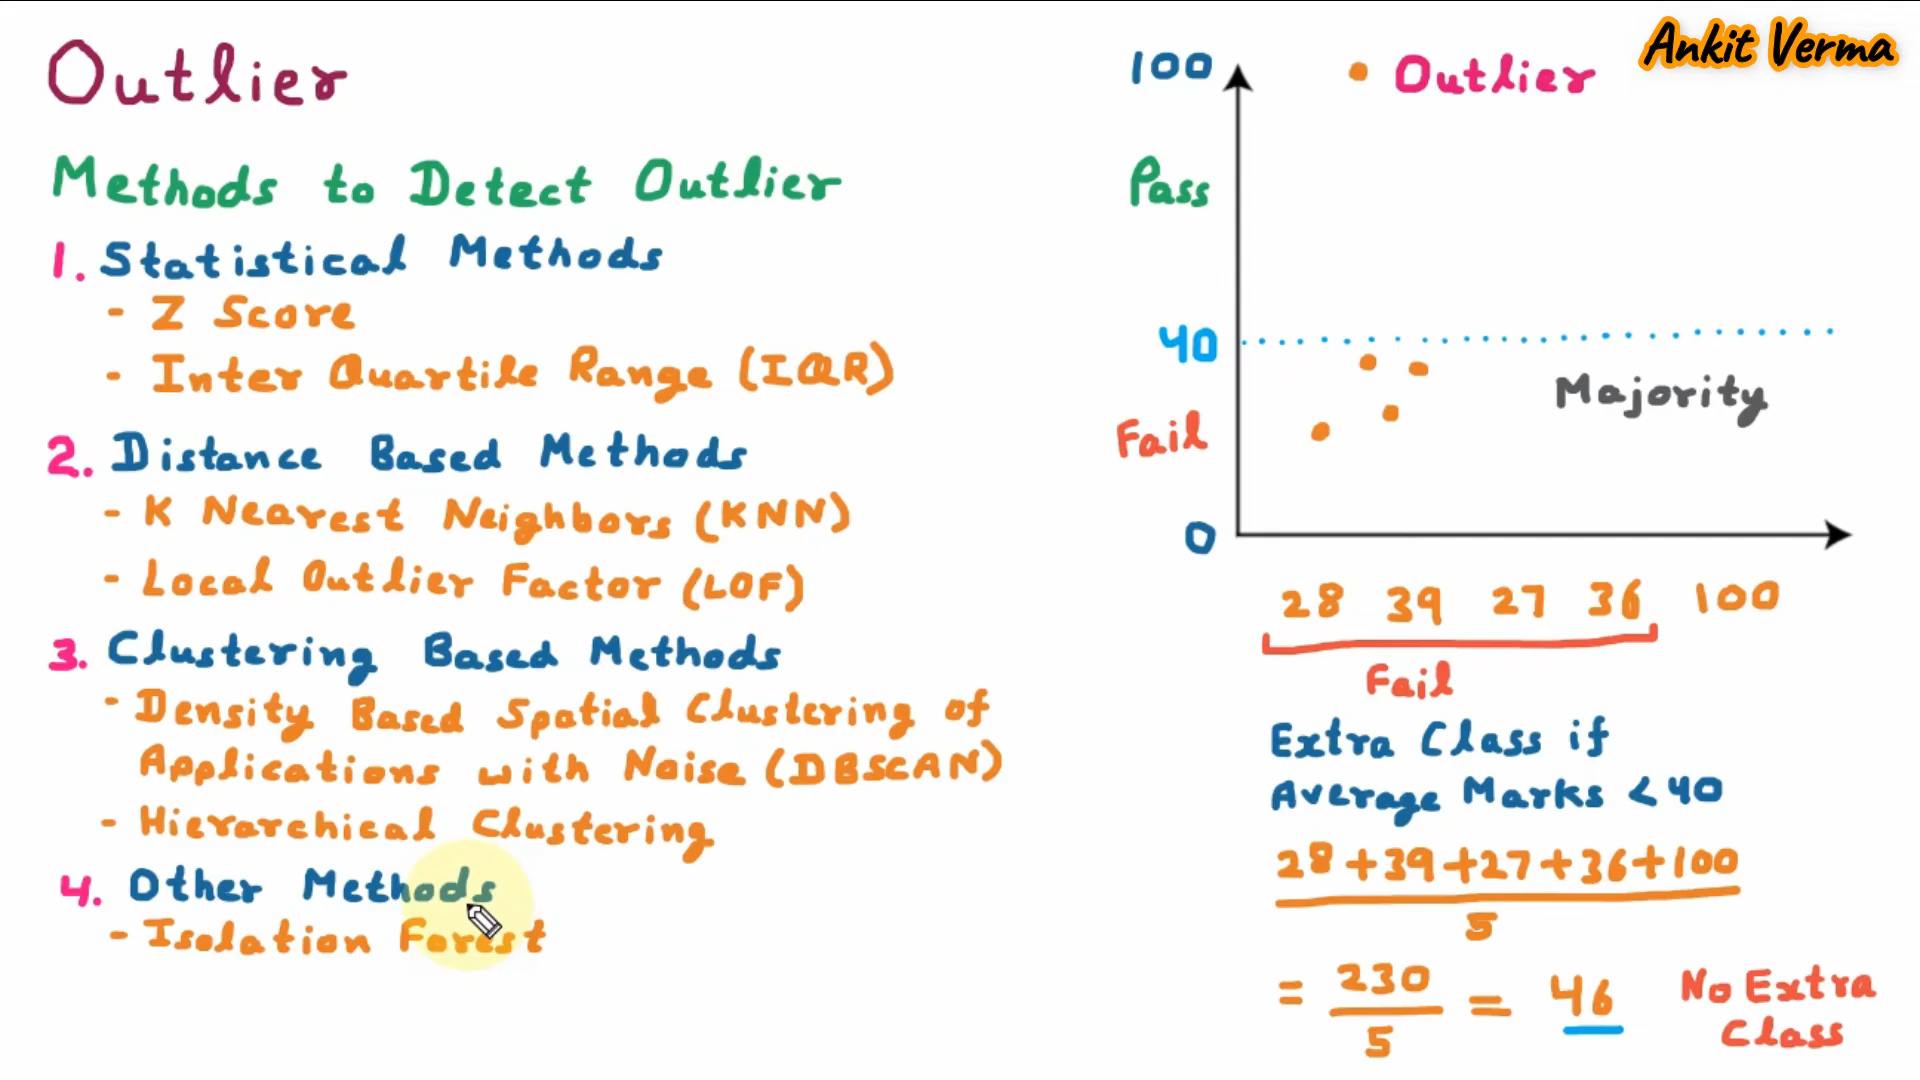 Outlier
Methods to Detect Outlier
1. Statistical Methods
- Z Score
- Inter Quartile Range (IQR)
2. Distance Based Methods
- K Nearest Neighbors (KNN)
- Local Outlier Factor (LOF)
3. Clustering Based Methods
- Density Based Spatial Clustering of
Applications with Noise (DBSCAN)
- Hierarchical Clustering
4. Other Methods
- Isolation Forest
Ankit Verma
100
Outlier
Pass
40
Majority
Fail
0
28 39 27 36 100
Fail
Extra Class if
Average Marks < 40
28 + 39 + 27 + 36 + 100
5
= 230 = 46
5
No Extra
Class